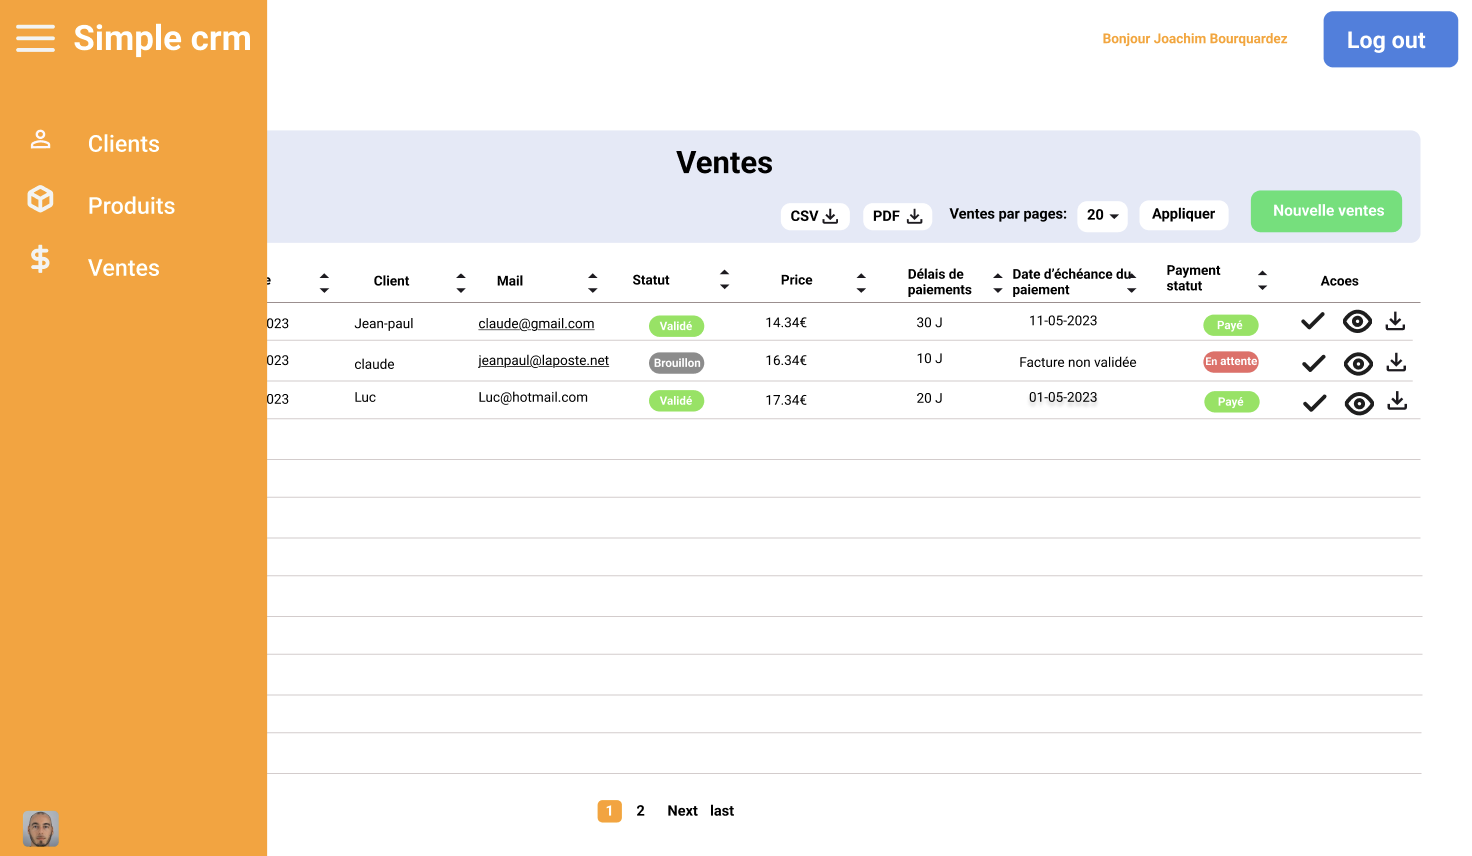 Simple crm
Bonjour Joachim Bourquardez
Log out
Clients
Produits
Ventes
Ventes
CSV
PDF
Ventes par pages:
20
Appliquer
Nouvelle ventes
e
Client
Mail
Statut
Price
Délais de
paiements
Date d'échéance du
paiement
Payment
statut
Acoes
023
Jean-paul
claude@gmail.com
Validé
14.34€
30 J
11-05-2023
Payé
023
claude
jeanpaul@laposte.net
Brouillon
16.34€
10 J
Facture non validée
En attente
023
Luc
Luc@hotmail.com
Validé
17.34€
20 J
01-05-2023
Payé
1 2 Next last